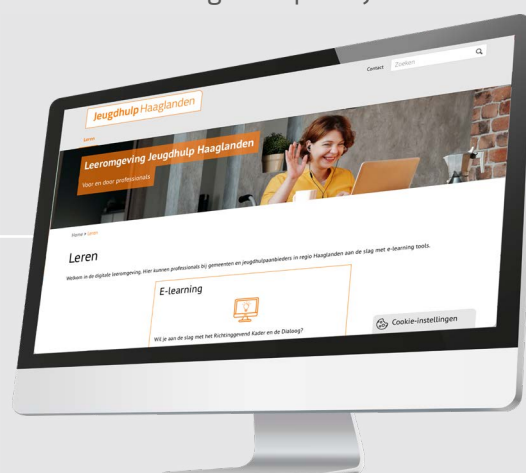 Contact
Zoeken
Jeugdhulp Haaglanden
Leren
Leeromgeving Jeugdhulp Haaglanden
Voor en door professionals
Home » Leren
Leren
Welkom in de digitale leeromgeving. Hier kunnen professionals bij gemeenten en jeugdhulpaanbieders in regio Haaglanden aan de slag met e-learning tools.
E-learning
Wil je aan de slag met het Richtinggevend Kader en de Dialoog?
Cookie-instellingen